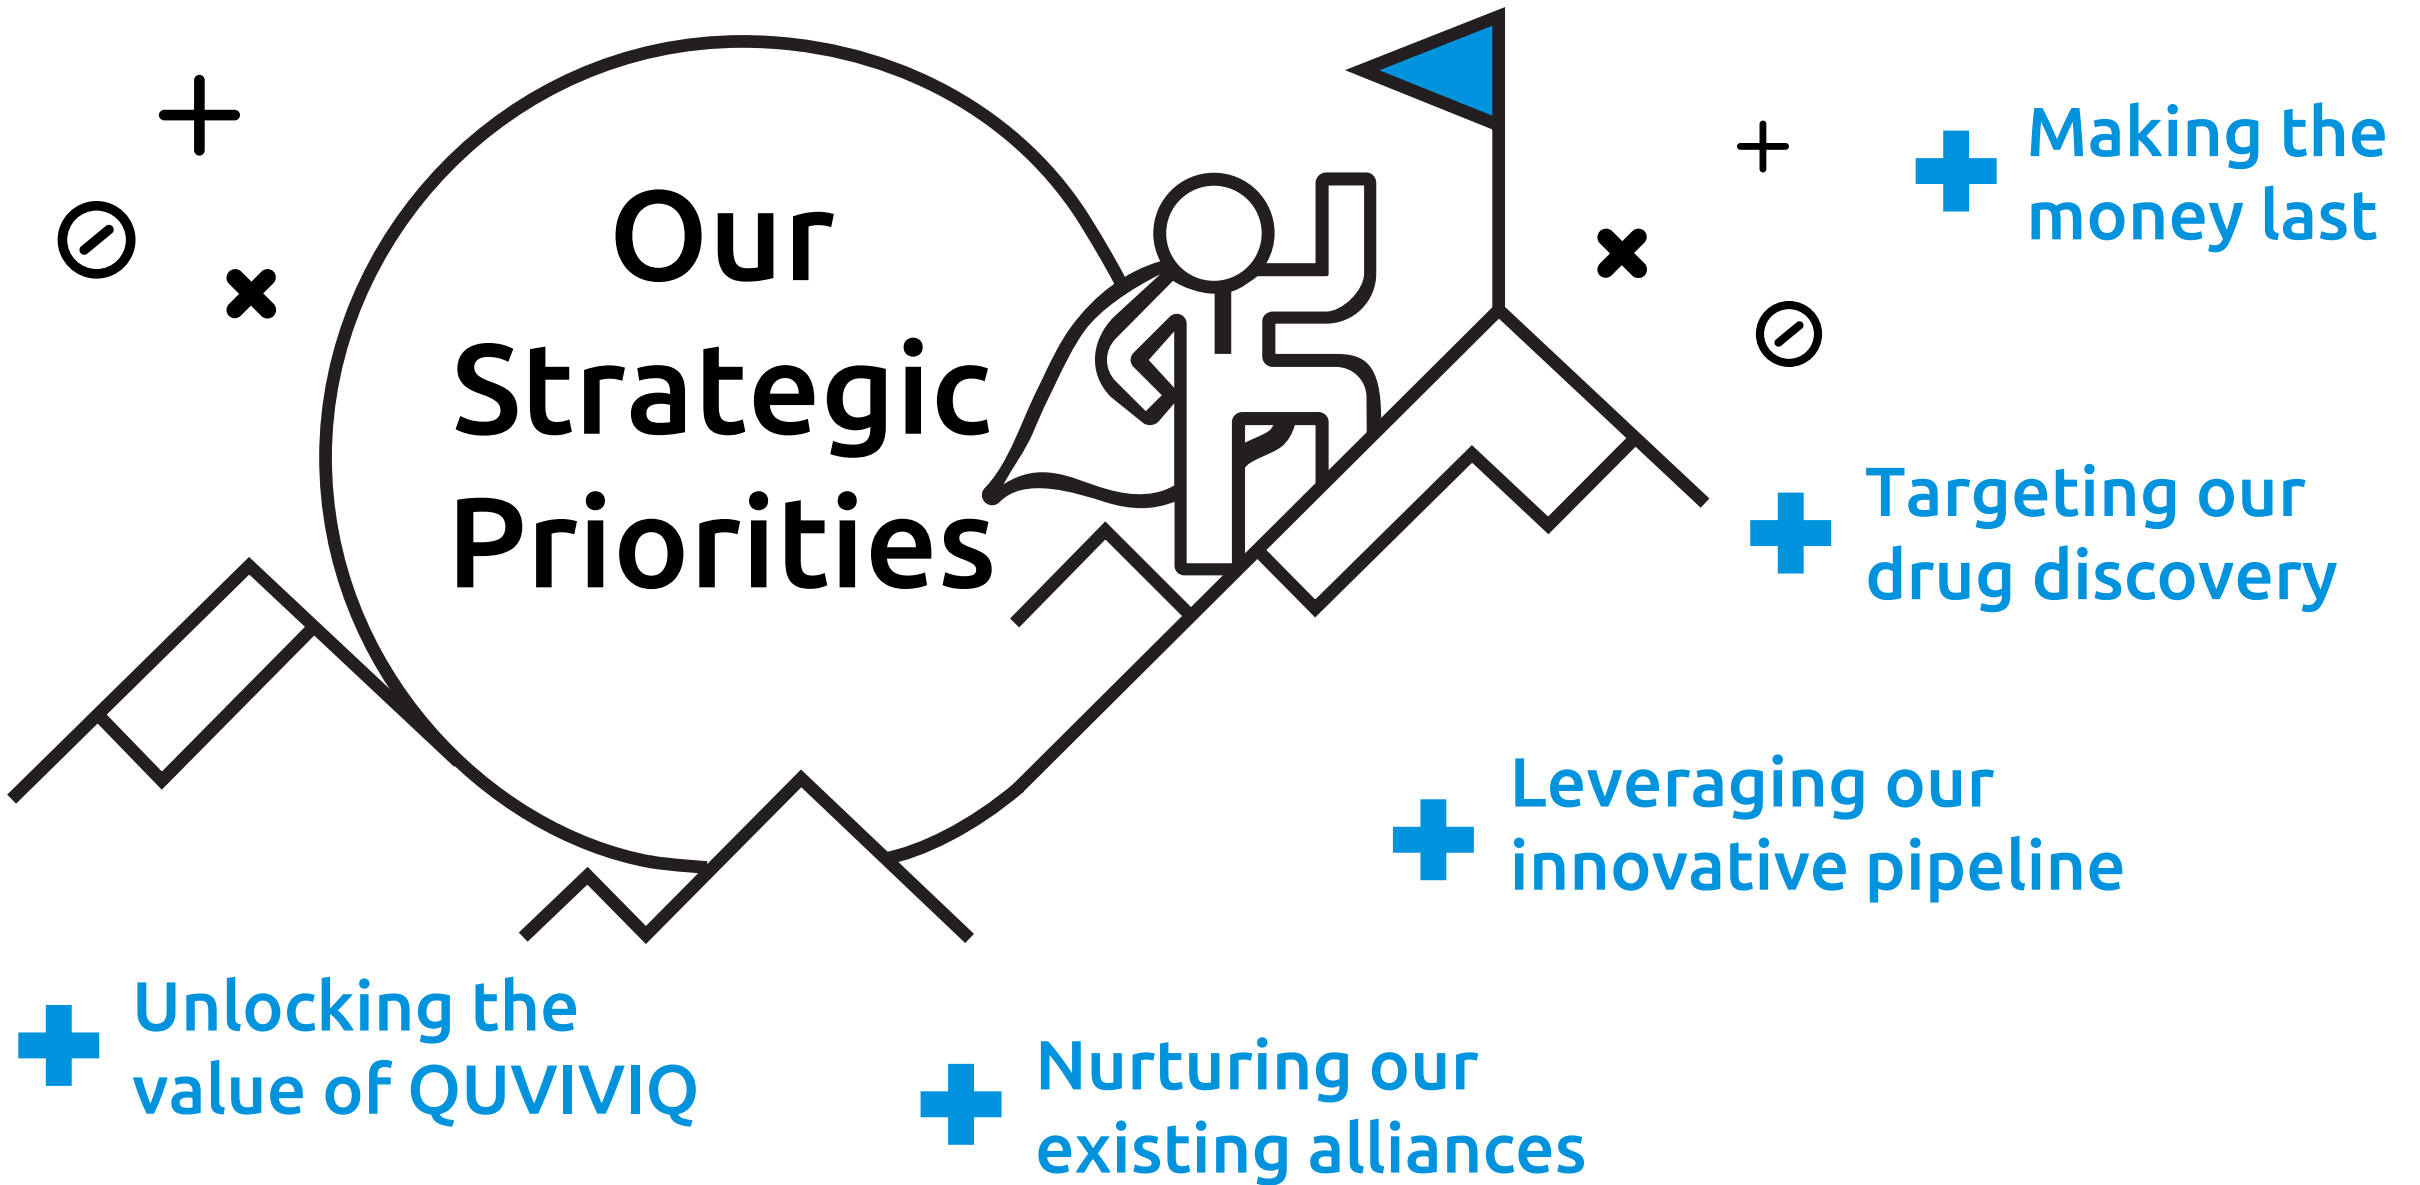 Our
Strategic
Priorities
Making the
money last
Targeting our
drug discovery
Leveraging our
innovative pipeline
Unlocking the
value of QUVIVIQ
Nurturing our
existing alliances